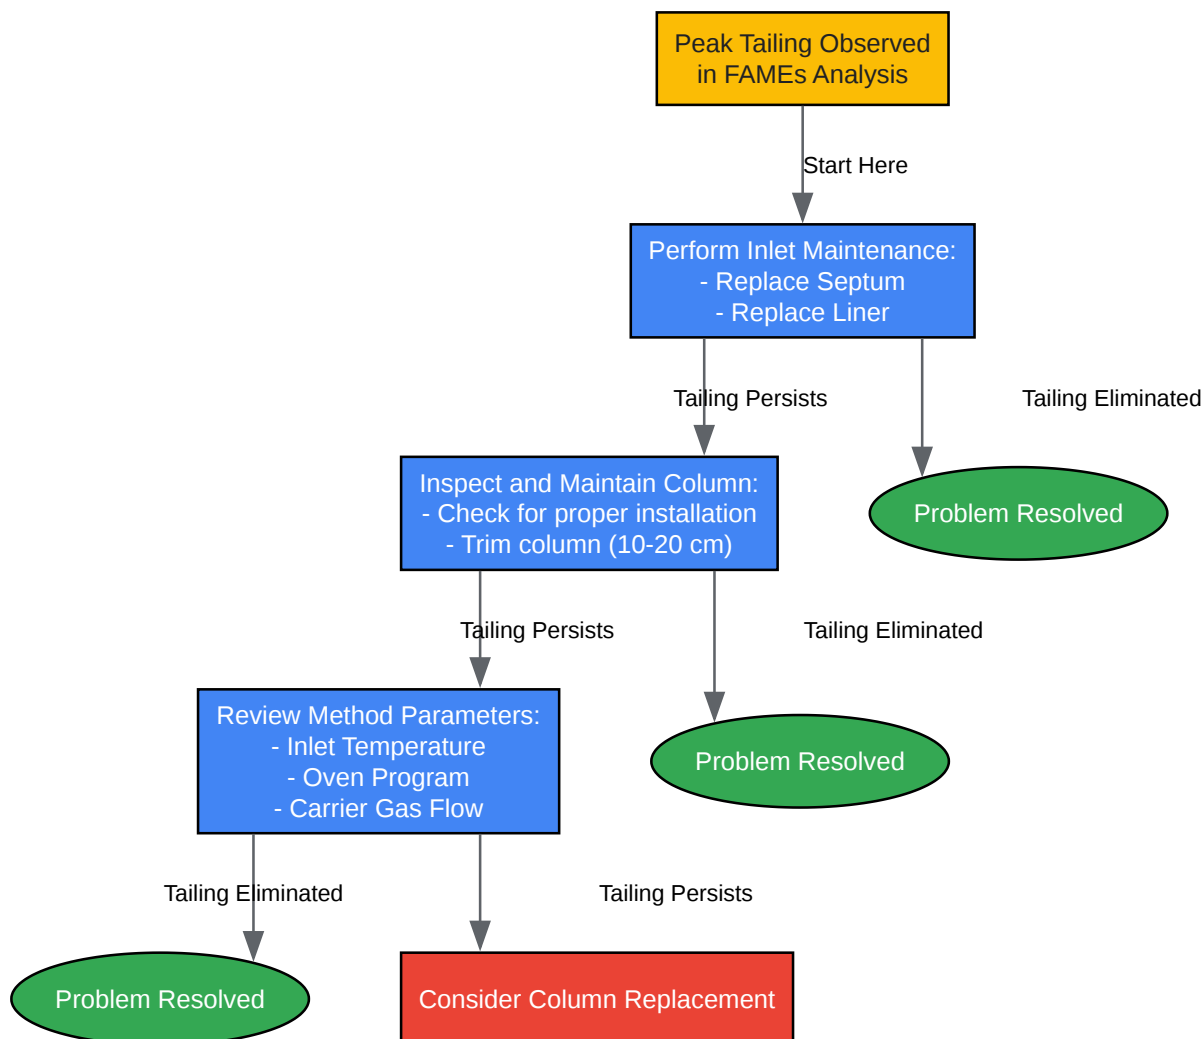 Peak Tailing Observed
in FAMEs Analysis
Start Here
Perform Inlet Maintenance:
- Replace Septum
- Replace Liner
Tailing Persists
Tailing Eliminated
Inspect and Maintain Column:
- Check for proper installation
- Trim column (10-20 cm)
Problem Resolved
Tailing Persists
Tailing Eliminated
Review Method Parameters:
- Inlet Temperature
- Oven Program
- Carrier Gas Flow
Problem Resolved
Tailing Eliminated
Tailing Persists
Problem Resolved
Consider Column Replacement